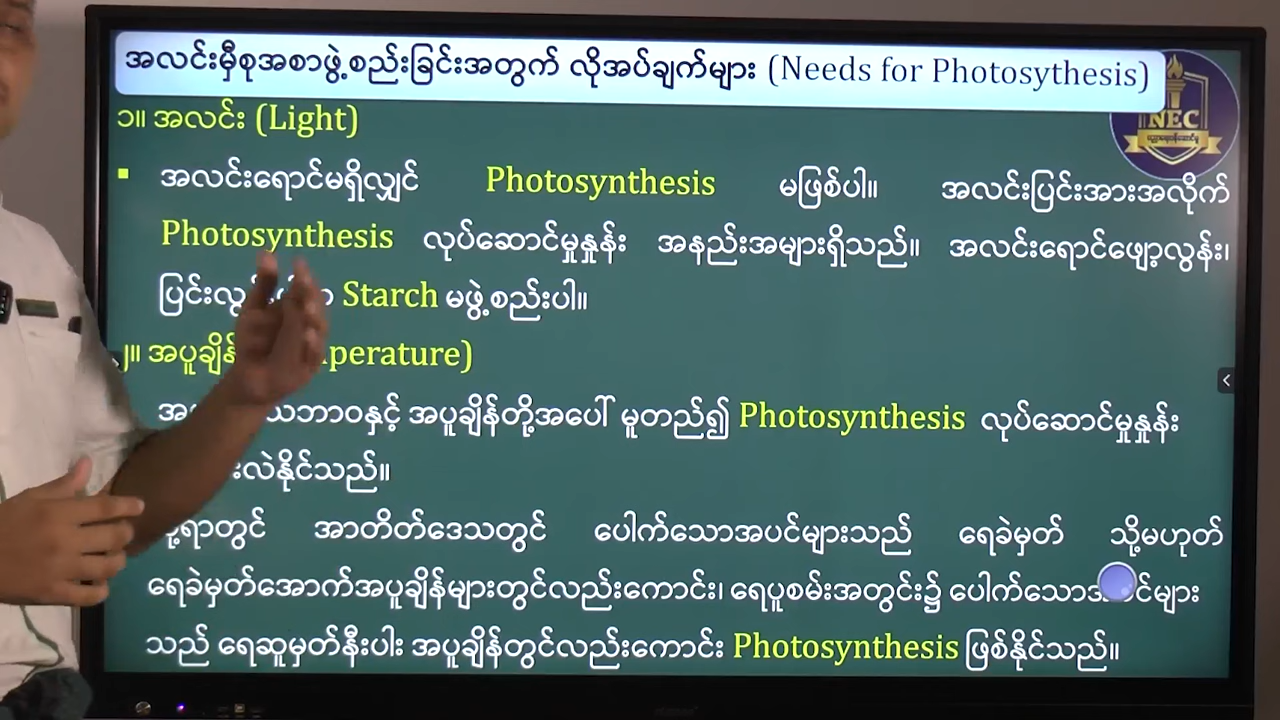 အလင်းမှီစုအစာဖွဲ့စည်းခြင်းအတွက် လိုအပ်ချက်များ (Needs for Photosythesis)
NEC
၁။ အလင်း (Light)
▪ အလင်းရောင်မရှိလျှင် Photosynthesis မဖြစ်ပါ။ အလင်းပြင်းအားအလိုက်
Photosynthesis လုပ်ဆောင်မှုနှုန်း အနည်းအများရှိသည်။ အလင်းရောင်ဖျော့လွန်း၊
Starch မဖွဲ့စည်းပါ။
၂။ အပူချိန် perature)
သဘာဝနှင့် အပူချိန်တို့အပေါ် မူတည်၍ Photosynthesis လုပ်ဆောင်မှုနှုန်း
လဲနိုင်သည်။
ရာတွင် အာတိတ်ဒေသတွင် ပေါက်သောအပင်များသည် ရေခဲမှတ် သို့မဟုတ်
ရေခဲမှတ်အောက်အပူချိန်များတွင်လည်းကောင်း၊ ရေပူစမ်းအတွင်း၌ ပေါက်သောအပင်များ
သည် ရေဆူမှတ်နီးပါး အပူချိန်တွင်လည်းကောင်း Photosynthesis ဖြစ်နိုင်သည်။